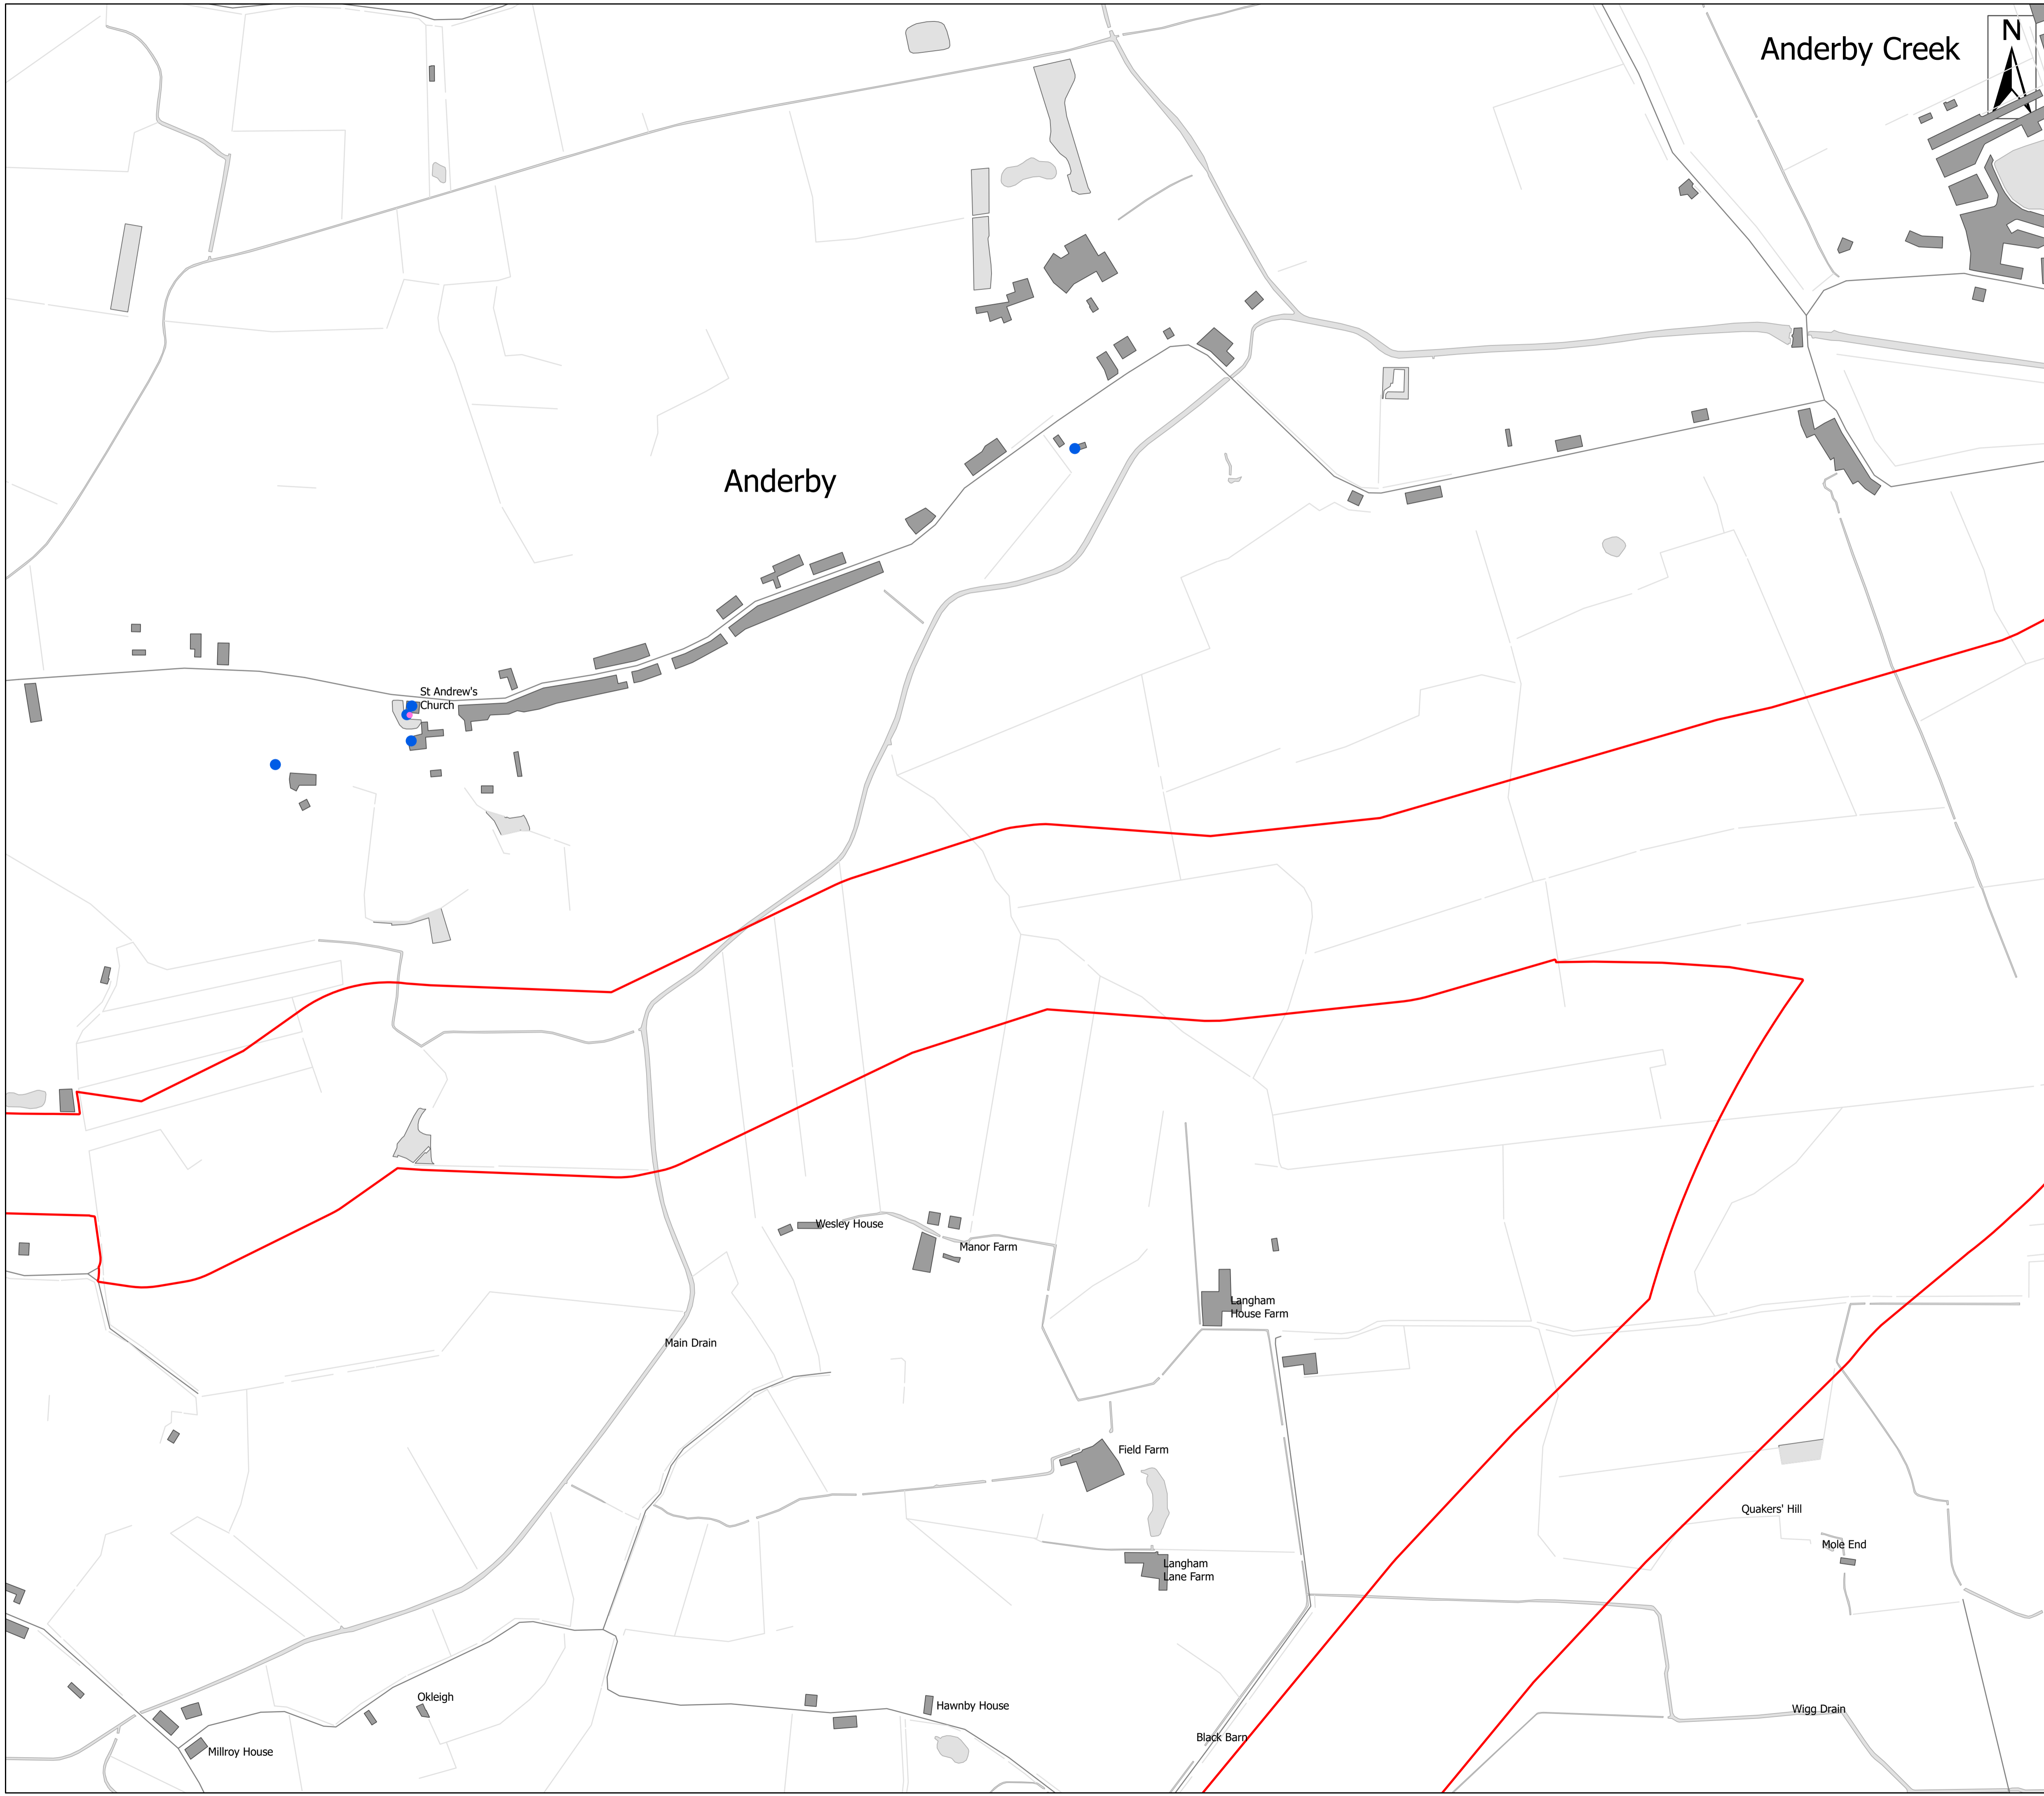 Anderby Creek
N
Anderby
St Andrew's
Church
Wesley House
Manor Farm
Langham
House Farm
Main Drain
Field Farm
Quakers' Hill
Mole End
Langham
Lane Farm
Okleigh
Hawnby House
Wigg Drain
Black Barn
Millroy House